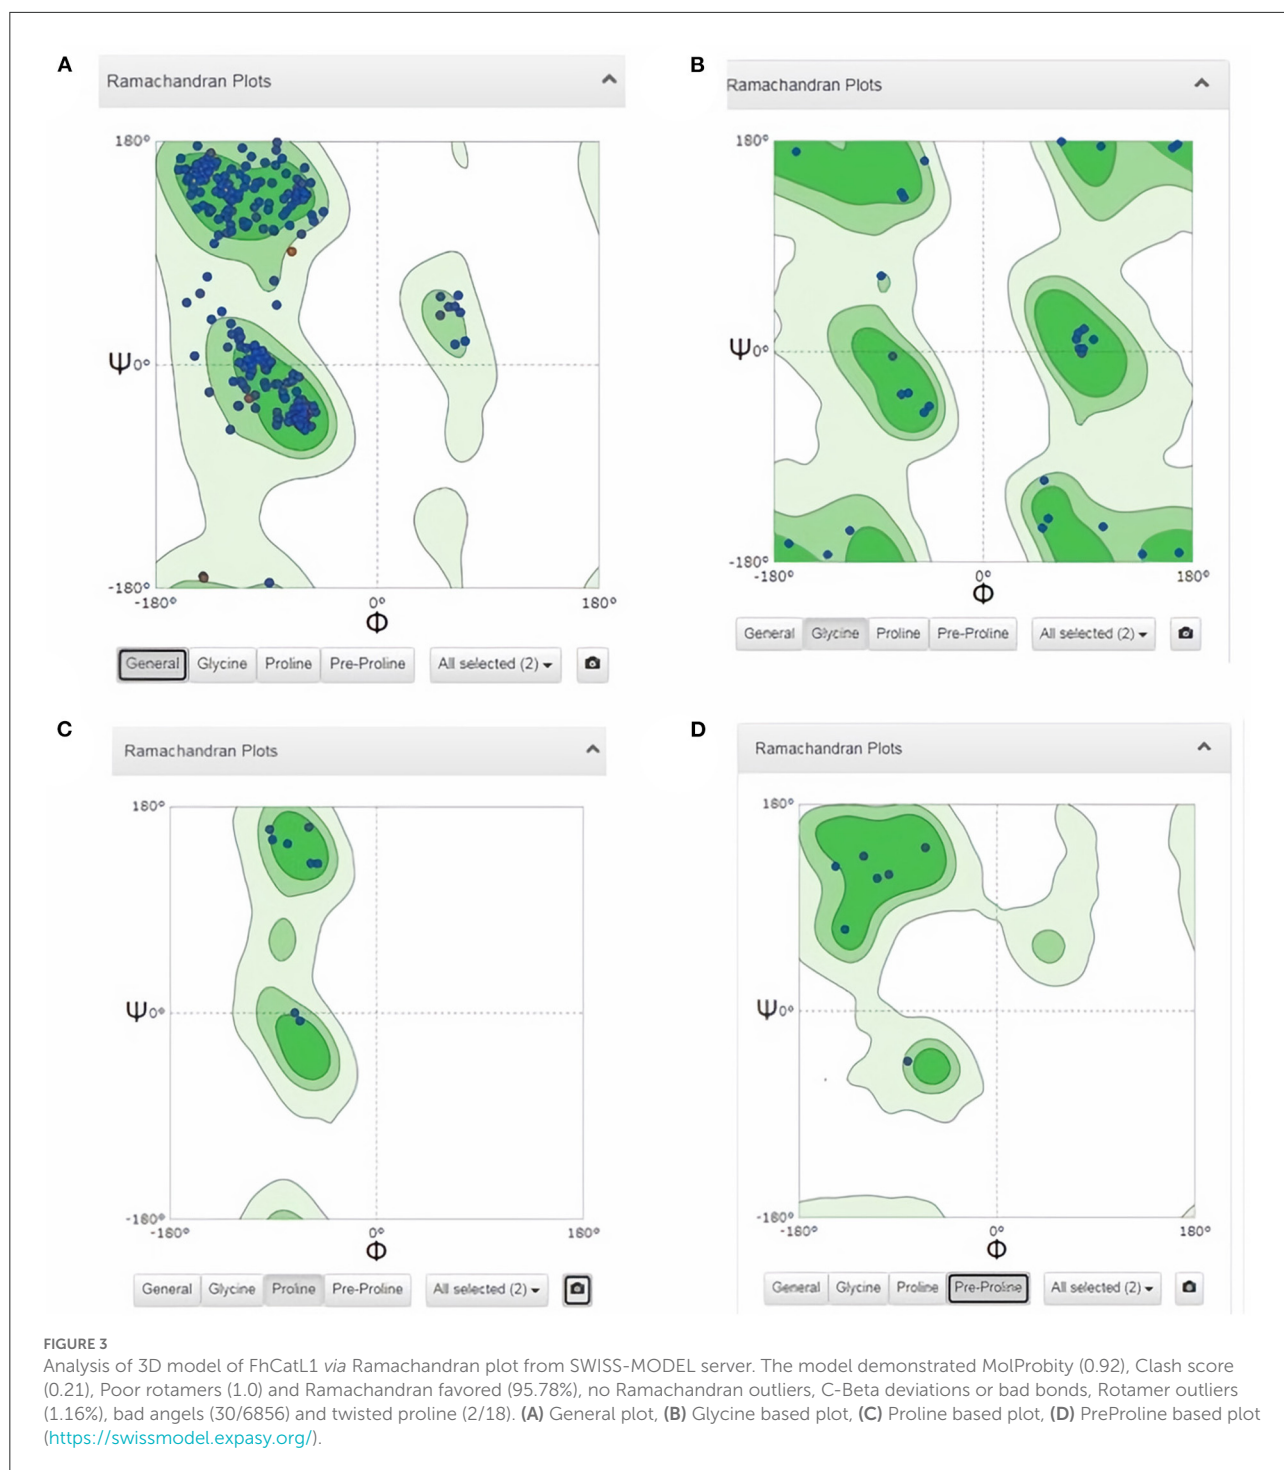 A
Ramachandran Plots
180°
Ψ 0°
-180°
-180° 0° 180°
Φ
General Glycine Proline Pre-Proline All selected (2)
B
Ramachandran Plots
180°
Ψ 0°
-180°
-180° 0° 180°
Φ
General Glycine Proline Pre-Proline All selected (2)
C
Ramachandran Plots
180°
Ψ 0°
-180°
-180° 0° 180°
Φ
General Glycine Proline Pre-Proline All selected (2)
D
Ramachandran Plots
180°
Ψ 0°
-180°
-180° 0° 180°
Φ
General Glycine Proline Pre-Proline All selected (2)
FIGURE 3
Analysis of 3D model of FhCatL1 via Ramachandran plot from SWISS-MODEL server. The model demonstrated MolProbity (0.92), Clash score
(0.21), Poor rotamers (1.0) and Ramachandran favored (95.78%), no Ramachandran outliers, C-Beta deviations or bad bonds, Rotamer outliers
(1.16%), bad angels (30/6856) and twisted proline (2/18). (A) General plot, (B) Glycine based plot, (C) Proline based plot, (D) PreProline based plot
(https://swissmodel.expasy.org/).